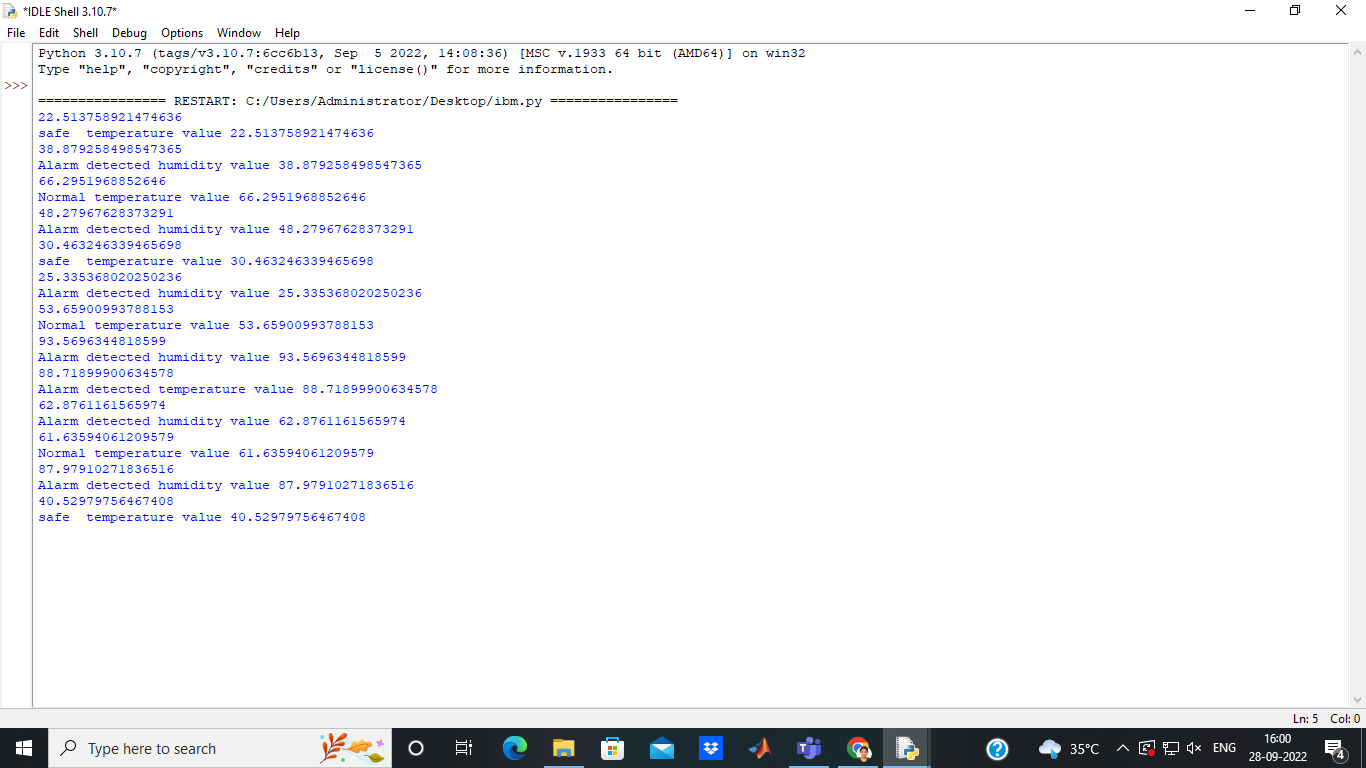 *IDLE Shell 3.10.7*
File Edit Shell Debug Options Window Help
Python 3.10.7 (tags/v3.10.7:6cc6b13, Sep  5 2022, 14:08:36) [MSC v.1933 64 bit (AMD64)] on win32
Type "help", "copyright", "credits" or "license()" for more information.
>>>
================ RESTART: C:/Users/Administrator/Desktop/ibm.py ================
22.513758921474636
safe  temperature value 22.513758921474636
38.879258498547365
Alarm detected humidity value 38.879258498547365
66.2951968852646
Normal temperature value 66.2951968852646
48.27967628373291
Alarm detected humidity value 48.27967628373291
30.463246339465698
safe  temperature value 30.463246339465698
25.335368020250236
Alarm detected humidity value 25.335368020250236
53.65900993788153
Normal temperature value 53.65900993788153
93.5696344818599
Alarm detected humidity value 93.5696344818599
88.71899900634578
Alarm detected temperature value 88.71899900634578
62.8761161565974
Alarm detected humidity value 62.8761161565974
61.63594061209579
Normal temperature value 61.63594061209579
87.97910271836516
Alarm detected humidity value 87.97910271836516
40.52979756467408
safe  temperature value 40.52979756467408
Ln: 5 Col: 0
Type here to search
35°C
ENG
16:00
28-09-2022
4